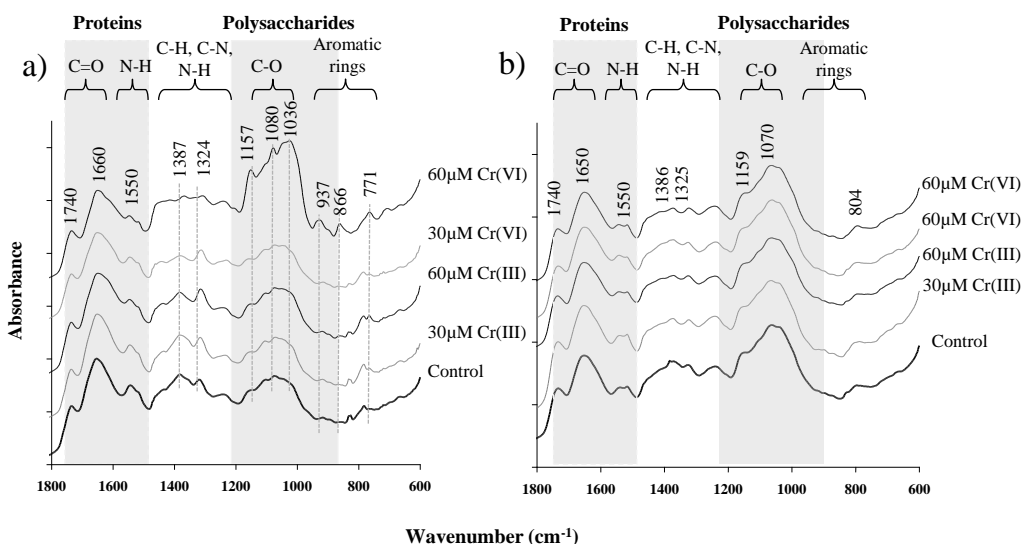 a)
Proteins
Polysaccharides
C=O
N-H
C-H, C-N,
N-H
C-O
Aromatic
rings
1740
1660
1550
1387
1324
1157
1080
1036
937
866
771
60µM Cr(VI)
30µM Cr(VI)
60µM Cr(III)
30µM Cr(III)
Control
Absorbance
1800
1600
1400
1200
1000
800
600
b)
Proteins
Polysaccharides
C=O
N-H
C-H, C-N,
N-H
C-O
Aromatic
rings
1740
1650
1550
1386
1325
1159
1070
804
60µM Cr(VI)
60µM Cr(VI)
60µM Cr(III)
30µM Cr(III)
Control
1800
1600
1400
1200
1000
800
600
Wavenumber (cm⁻¹)